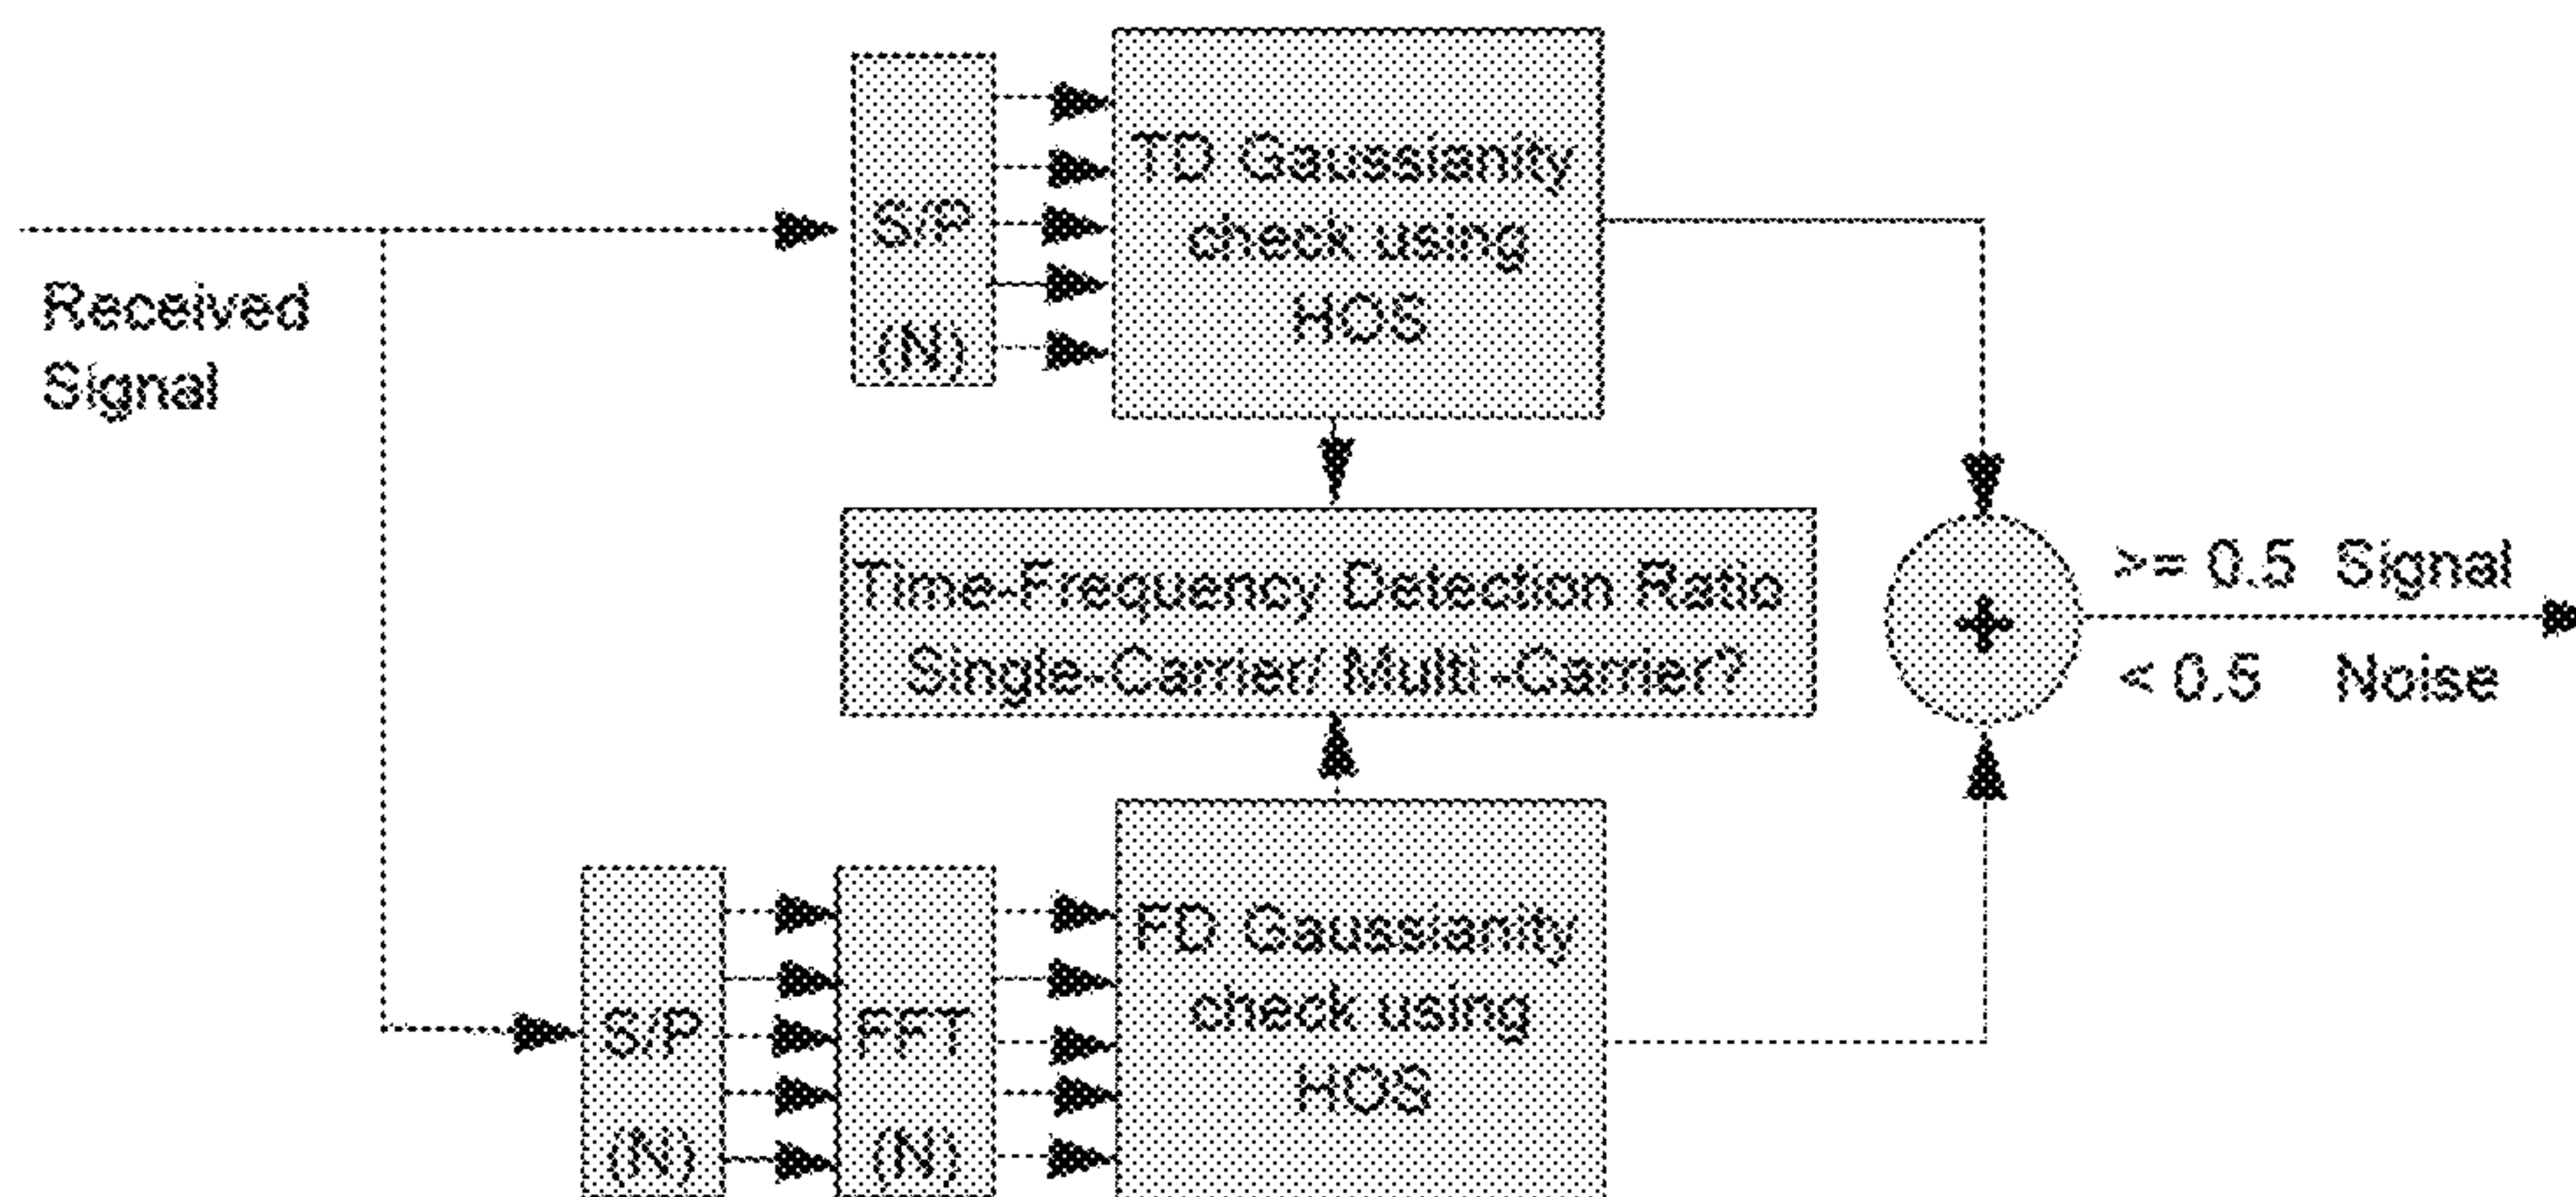 Received
Signal
S/P
(N)
TD Gaussianity
check using
HOS
Time-Frequency Detection Ratio
Single-Carrier/ Multi-Carrier?
+
>= 0.5 Signal
< 0.5 Noise
S/P
(N)
FFT
(N)
FD Gaussianity
check using
HOS